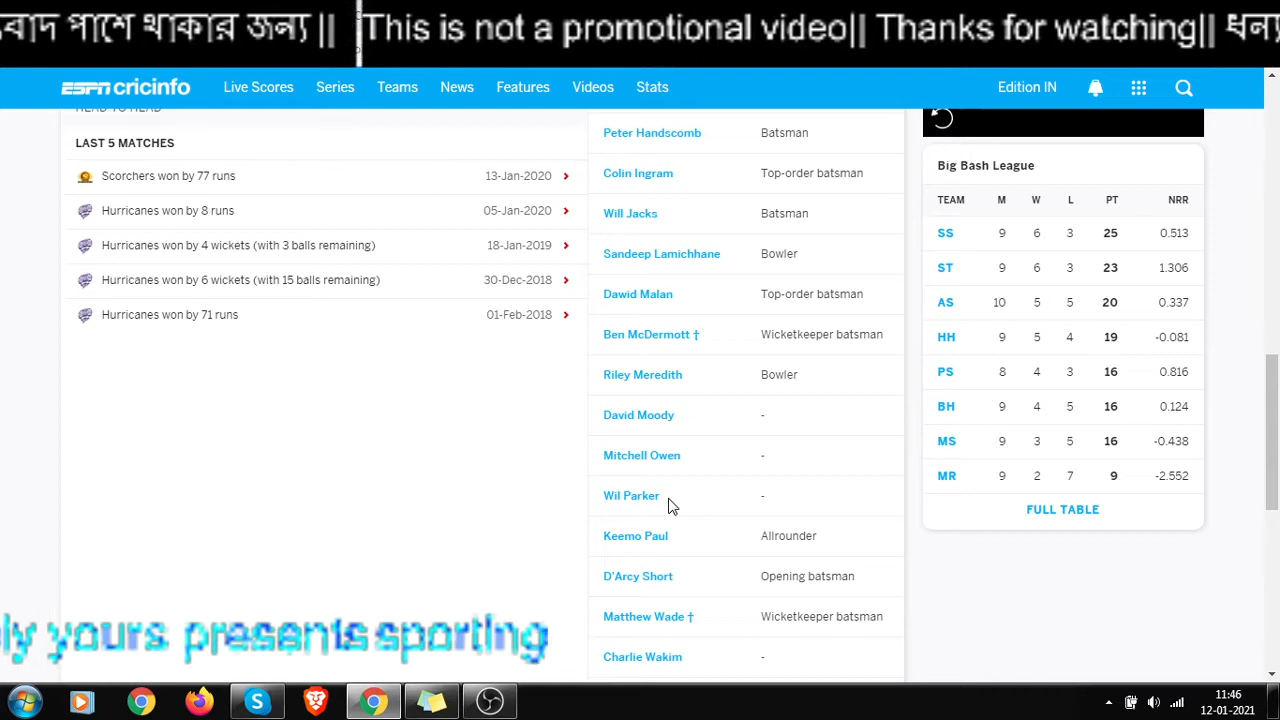 বাদ পাশে থাকার জন্য || This is not a promotional video|| Thanks for watching|| ধন্য
ESPN cricinfo Live Scores Series Teams News Features Videos Stats Edition IN
HEAD TO HEAD
LAST 5 MATCHES
Scorchers won by 77 runs 13-Jan-2020
Hurricanes won by 8 runs 05-Jan-2020
Hurricanes won by 4 wickets (with 3 balls remaining) 18-Jan-2019
Hurricanes won by 6 wickets (with 15 balls remaining) 30-Dec-2018
Hurricanes won by 71 runs 01-Feb-2018
Peter Handscomb Batsman
Colin Ingram Top-order batsman
Will Jacks Batsman
Sandeep Lamichhane Bowler
Dawid Malan Top-order batsman
Ben McDermott † Wicketkeeper batsman
Riley Meredith Bowler
David Moody -
Mitchell Owen -
Wil Parker -
Keemo Paul Allrounder
D'Arcy Short Opening batsman
Matthew Wade † Wicketkeeper batsman
Charlie Wakim -
Big Bash League
TEAM M W L PT NRR
SS 9 6 3 25 0.513
ST 9 6 3 23 1.306
AS 10 5 5 20 0.337
HH 9 5 4 19 -0.081
PS 8 4 3 16 0.816
BH 9 4 5 16 0.124
MS 9 3 5 16 -0.438
MR 9 2 7 9 -2.552
FULL TABLE
ly yours presents sporting
11:46
12-01-2021